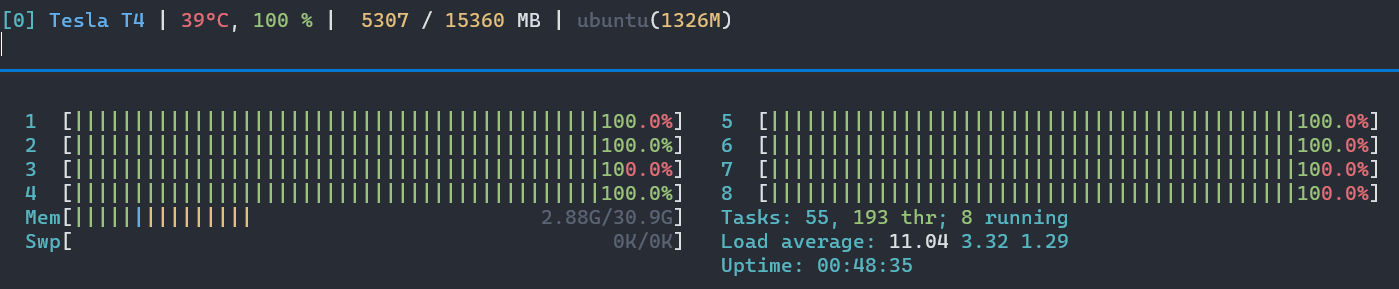 [0] Tesla T4 | 39°C, 100 % |  5307 / 15360 MB | ubuntu(1326M)
1  [||||||||||||||||||||||||||||||||||||||||||||100.0%]   5  [||||||||||||||||||||||||||||||||||||||||||||100.0%]
2  [||||||||||||||||||||||||||||||||||||||||||||100.0%]   6  [||||||||||||||||||||||||||||||||||||||||||||100.0%]
3  [||||||||||||||||||||||||||||||||||||||||||||100.0%]   7  [||||||||||||||||||||||||||||||||||||||||||||100.0%]
4  [||||||||||||||||||||||||||||||||||||||||||||100.0%]   8  [||||||||||||||||||||||||||||||||||||||||||||100.0%]
Mem[|||||||||||||||                        2.88G/30.9G]   Tasks: 55, 193 thr; 8 running
Swp[                                             0K/0K]   Load average: 11.04 3.32 1.29
Uptime: 00:48:35